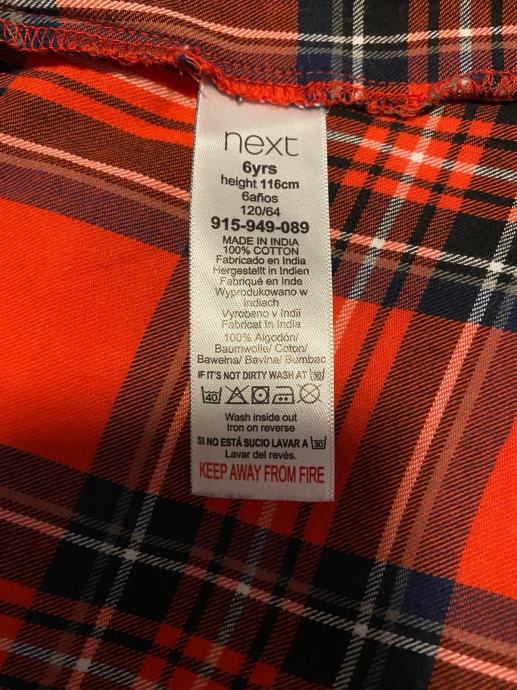 next
6yrs
height 116cm
6años
120/64
915-949-089
MADE IN INDIA
100% COTTON
Fabricado en India
Hergestellt in Indien
Fabriqué en Inde
Wyprodukowano w
Indiach
Vyrobeno v Indii
Fabricat în India
100% Algodón/
Baumwolle/ Coton/
Bawełna/ Bavlna/ Bumbac
IF IT'S NOT DIRTY WASH AT 30
40
Wash inside out
Iron on reverse
SI NO ESTÁ SUCIO LAVAR A 30
Lavar del revés.
KEEP AWAY FROM FIRE